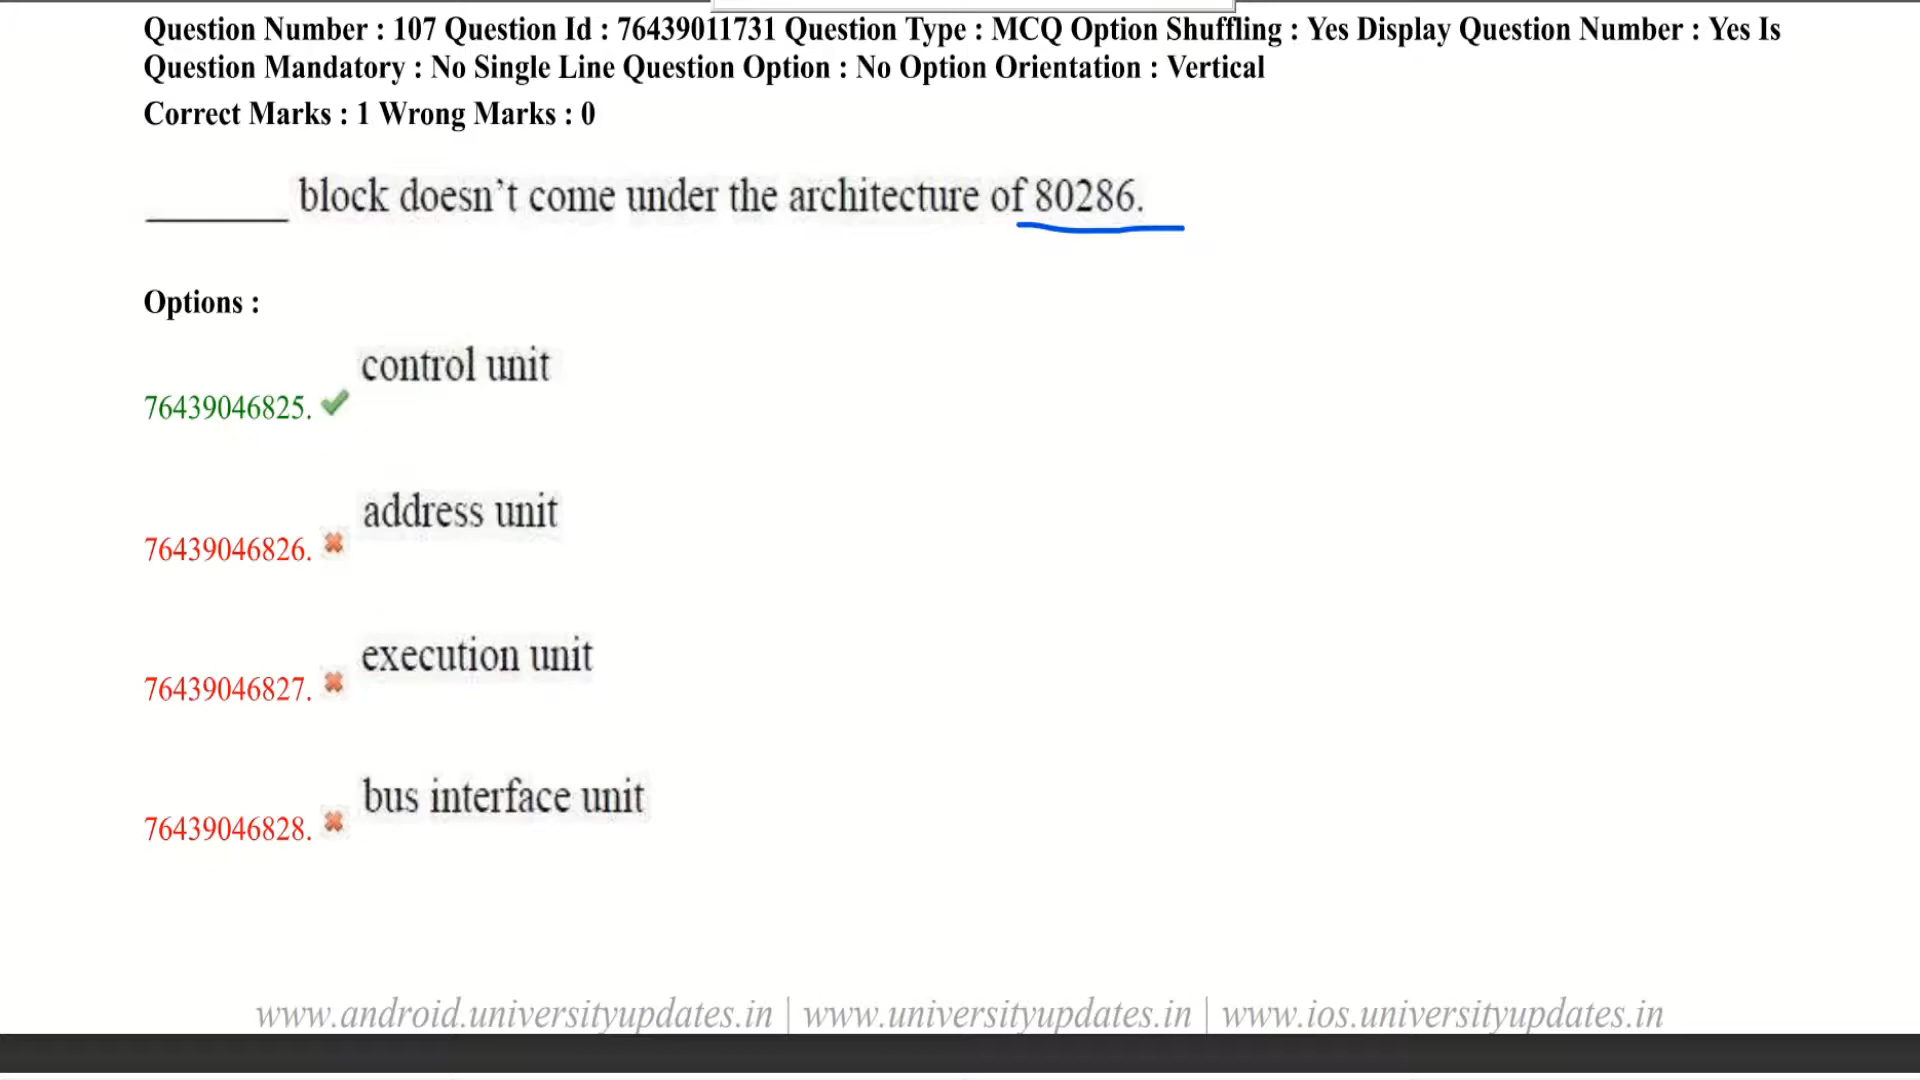 Question Number : 107 Question Id : 76439011731 Question Type : MCQ Option Shuffling : Yes Display Question Number : Yes Is
Question Mandatory : No Single Line Question Option : No Option Orientation : Vertical
Correct Marks : 1 Wrong Marks : 0
_______ block doesn’t come under the architecture of 80286.
Options :
control unit
76439046825.
address unit
76439046826.
execution unit
76439046827.
bus interface unit
76439046828.
www.android.universityupdates.in | www.universityupdates.in | www.ios.universityupdates.in